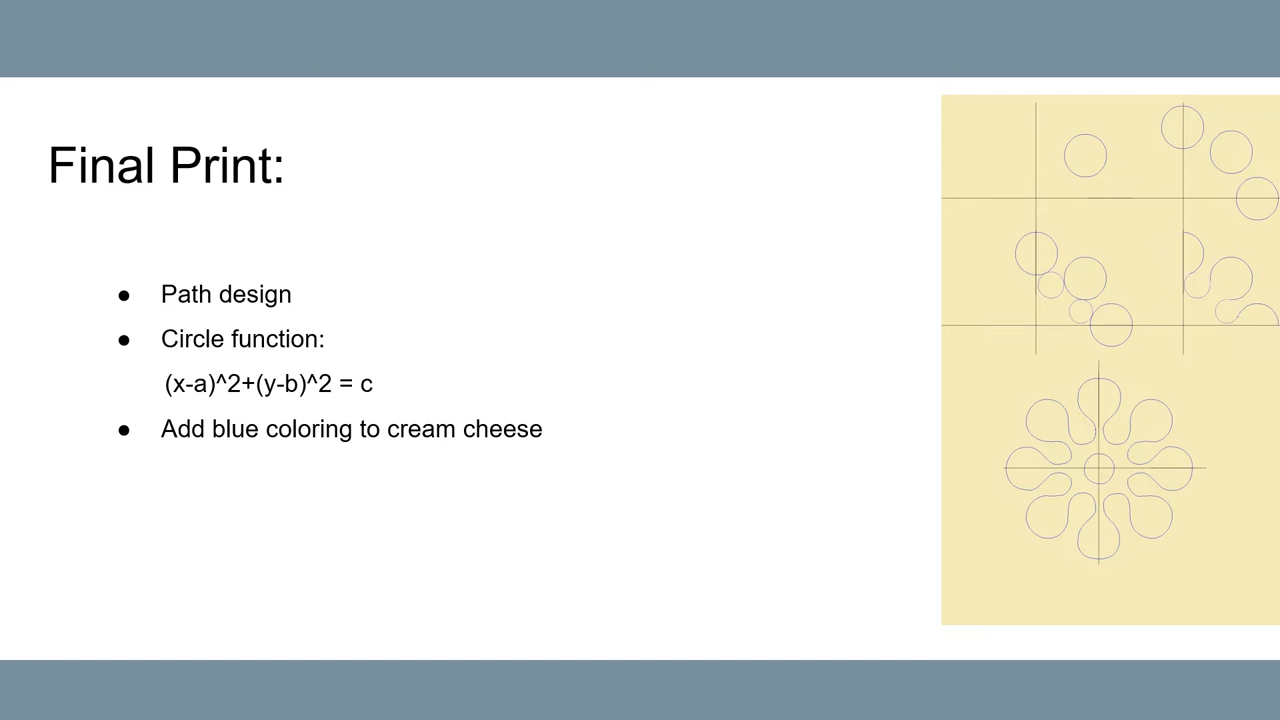 Final Print:
● Path design
● Circle function:
(x-a)^2+(y-b)^2 = c
● Add blue coloring to cream cheese